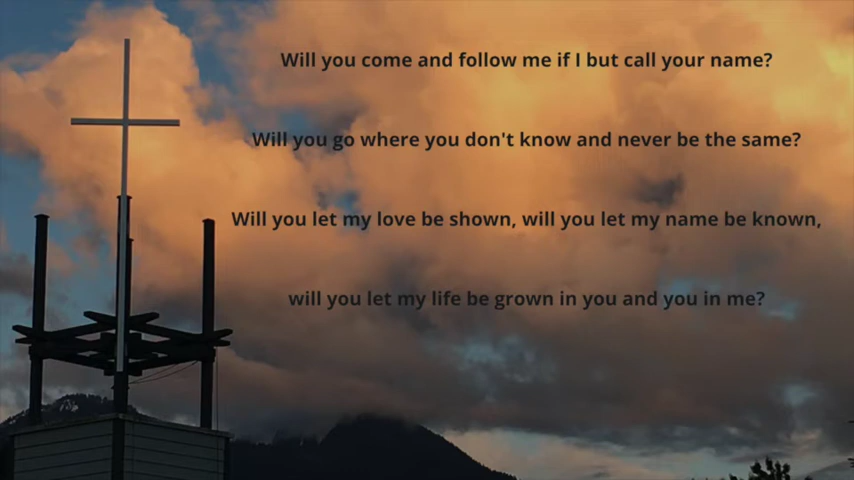 Will you come and follow me if I but call your name?
Will you go where you don't know and never be the same?
Will you let my love be shown, will you let my name be known,
will you let my life be grown in you and you in me?